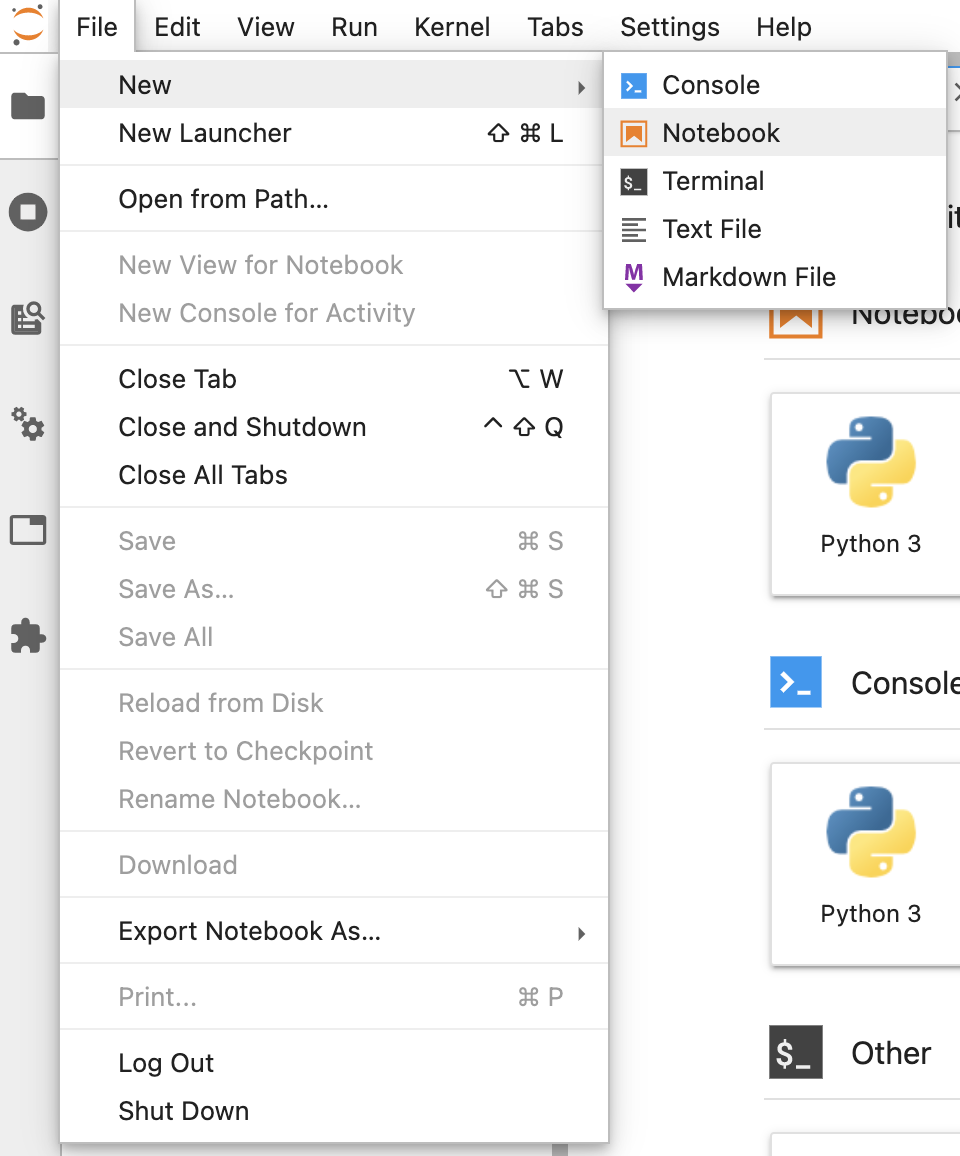 File Edit View Run Kernel Tabs Settings Help
New
New Launcher ⇧ ⌘ L
Open from Path...
New View for Notebook
New Console for Activity
Close Tab ⌥ W
Close and Shutdown ^ ⇧ Q
Close All Tabs
Save ⌘ S
Save As... ⇧ ⌘ S
Save All
Reload from Disk
Revert to Checkpoint
Rename Notebook...
Download
Export Notebook As...
Print... ⌘ P
Log Out
Shut Down
Console
Notebook
Terminal
Text File
Markdown File
Python 3
Console
Python 3
$_ Other